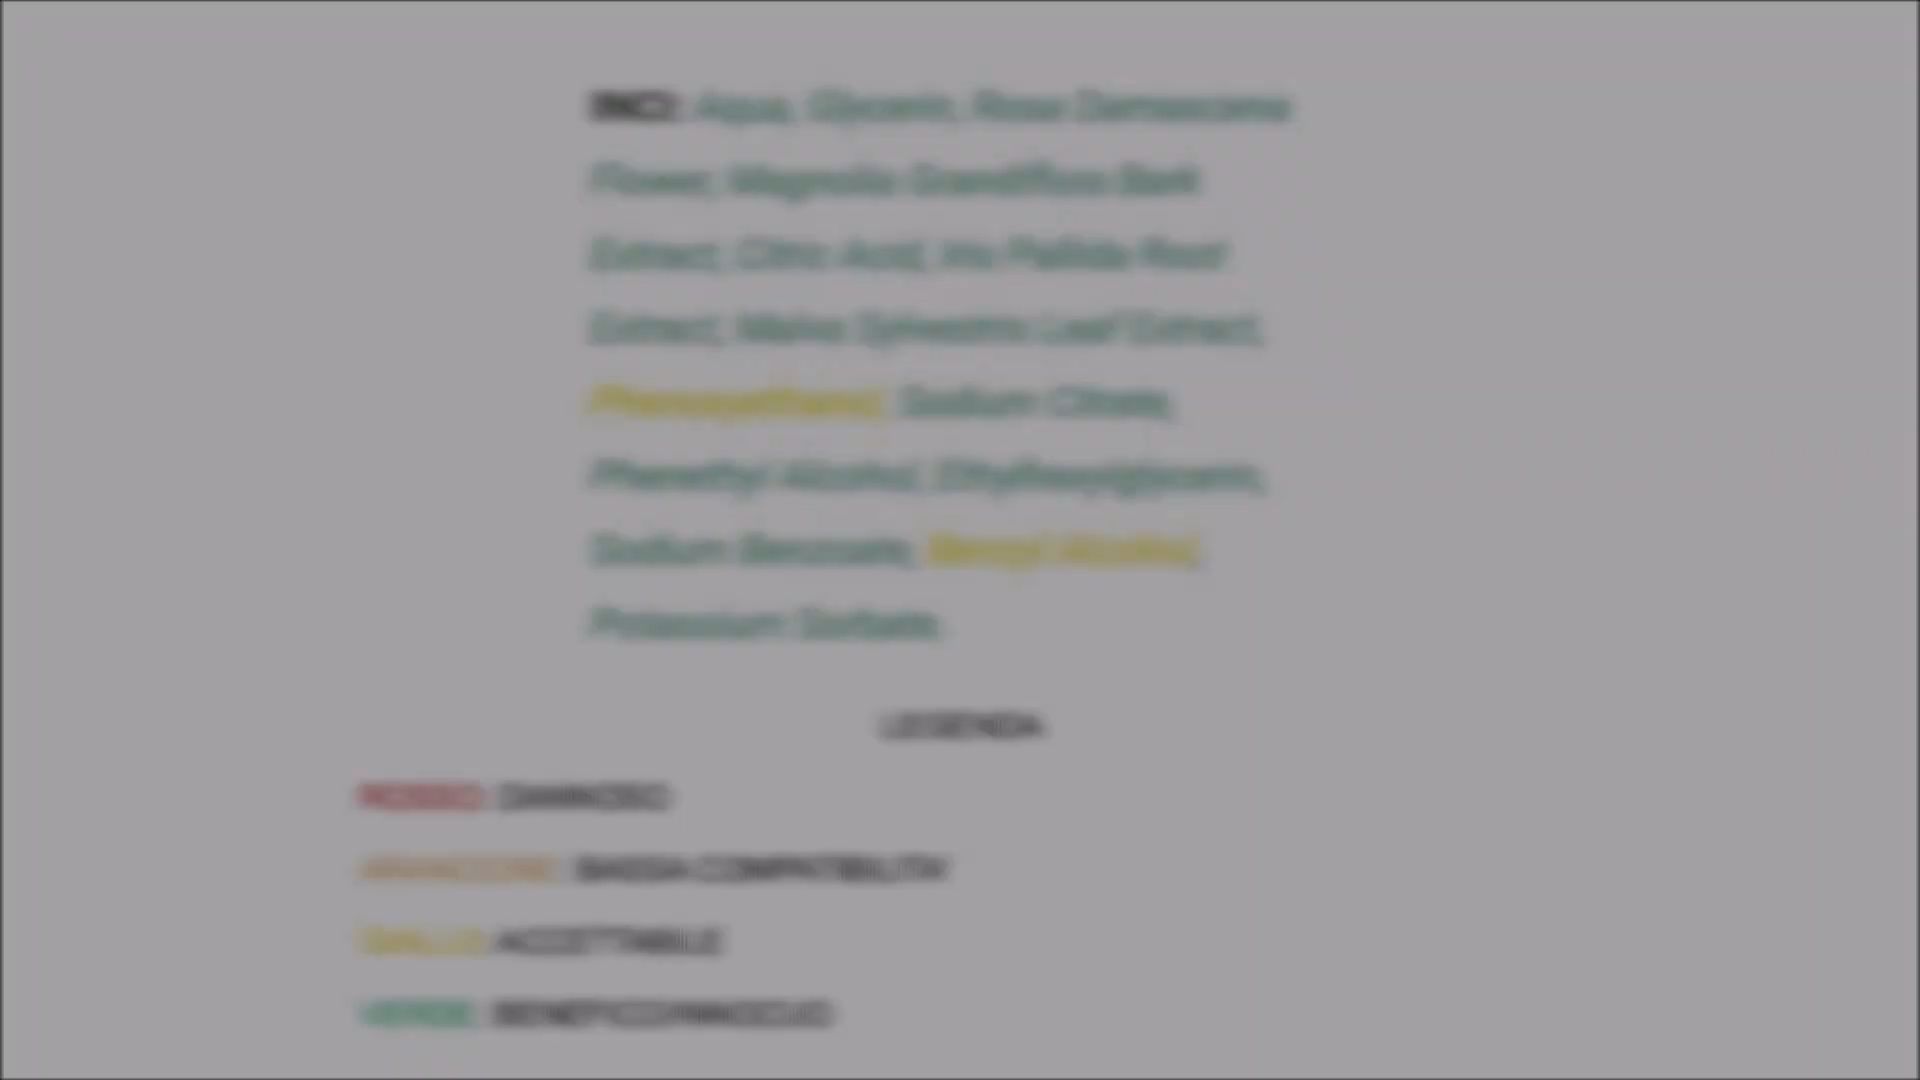 INCI: Aqua, Glycerin, Rosa Damascena
Flower, Magnolia Grandiflora Bark
Extract, Citric Acid, Iris Pallida Root
Extract, Malva Sylvestris Leaf Extract,
Phenoxyethanol, Sodium Citrate,
Phenethyl Alcohol, Ethylhexylglycerin,
Sodium Benzoate, Benzyl Alcohol,
Potassium Sorbate.
LEGENDA
ROSSO: DANNOSO
ARANCIONE: BASSA COMPATIBILITA'
GIALLO: ACCETTABILE
VERDE: